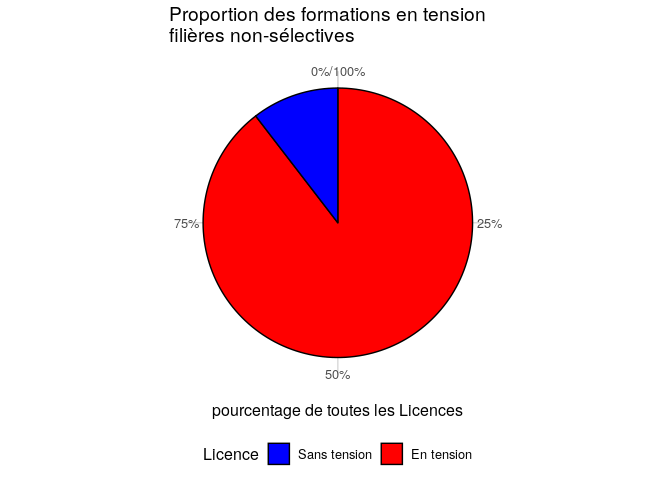 Proportion des formations en tension
filières non-sélectives
0%/100%
75%
25%
50%
pourcentage de toutes les Licences
Licence Sans tension En tension